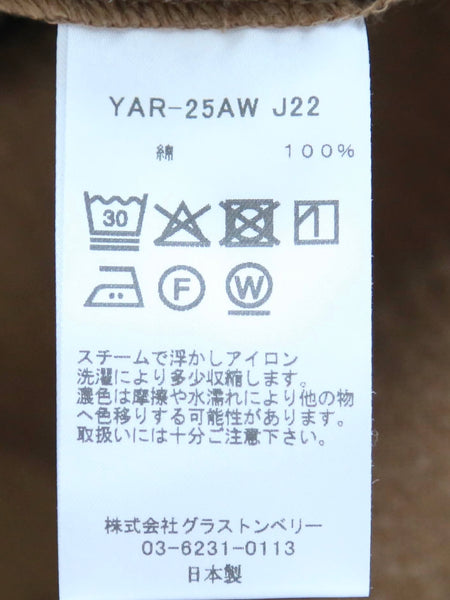 YAR-25AW J22
綿 100%
30
F W
スチームで浮かしアイロン
洗濯により多少収縮します。
濃色は摩擦や水濡れにより他の物
へ色移りする可能性があります。
取扱いには十分ご注意下さい。
株式会社グラストンベリー
03-6231-0113
日本製